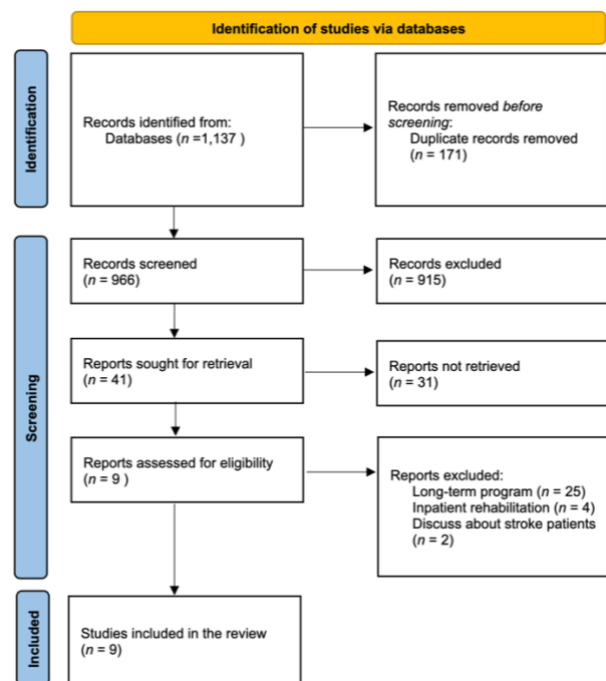 Identification of studies via databases
Identification
Records identified from:
Databases (n =1,137 )
Records removed before
screening:
Duplicate records removed
(n = 171)
Screening
Records screened
(n = 966)
Records excluded
(n = 915)
Reports sought for retrieval
(n = 41)
Reports not retrieved
(n = 31)
Reports assessed for eligibility
(n = 9 )
Reports excluded:
Long-term program (n = 25)
Inpatient rehabilitation (n = 4)
Discuss about stroke patients
(n = 2)
Included
Studies included in the review
(n = 9)